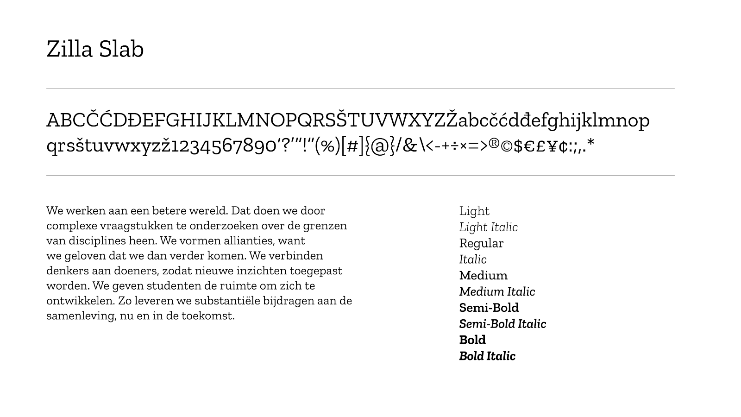 Zilla Slab
ABCČĆDĐEFGHIJKLMNOPQRSŠTUVWXYZŽabcčćdđefghijklmnop
qrsštuvwxyzž1234567890‘?’“!”(%)[#]{@}/&\<-+÷×=>®©$€£¥¢:;,.*
We werken aan een betere wereld. Dat doen we door
complexe vraagstukken te onderzoeken over de grenzen
van disciplines heen. We vormen allianties, want
we geloven dat we dan verder komen. We verbinden
denkers aan doeners, zodat nieuwe inzichten toegepast
worden. We geven studenten de ruimte om zich te
ontwikkelen. Zo leveren we substantiële bijdragen aan de
samenleving, nu en in de toekomst.
Light
Light Italic
Regular
Italic
Medium
Medium Italic
Semi-Bold
Semi-Bold Italic
Bold
Bold Italic